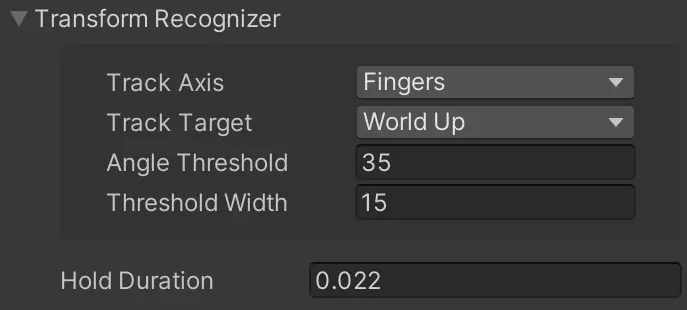 Transform Recognizer
Track Axis Fingers
Track Target World Up
Angle Threshold 35
Threshold Width 15
Hold Duration 0.022